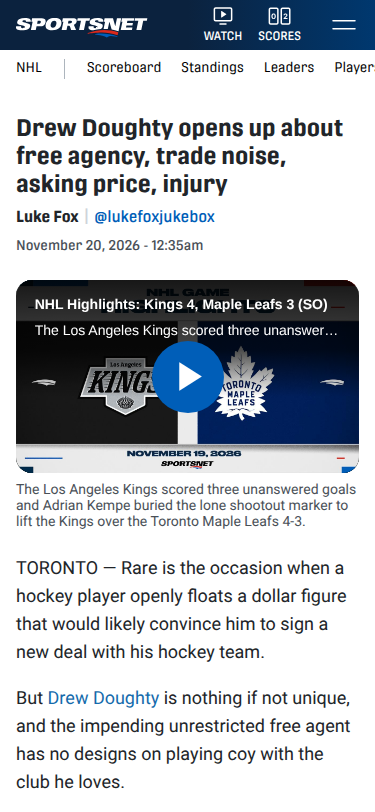 SPORTSNET
WATCH
0 2
SCORES
NHL
Scoreboard
Standings
Leaders
Player
Drew Doughty opens up about
free agency, trade noise,
asking price, injury
Luke Fox | @lukefoxjukebox
November 20, 2026 - 12:35am
NHL GAME
NHL Highlights: Kings 4, Maple Leafs 3 (SO)
The Los Angeles Kings scored three unanswer…
Los Angeles
KINGS
TORONTO
MAPLE
LEAFS
NOVEMBER 19, 2026
SPORTSNET
The Los Angeles Kings scored three unanswered goals
and Adrian Kempe buried the lone shootout marker to
lift the Kings over the Toronto Maple Leafs 4-3.
TORONTO — Rare is the occasion when a
hockey player openly floats a dollar figure
that would likely convince him to sign a
new deal with his hockey team.
But Drew Doughty is nothing if not unique,
and the impending unrestricted free agent
has no designs on playing coy with the
club he loves.